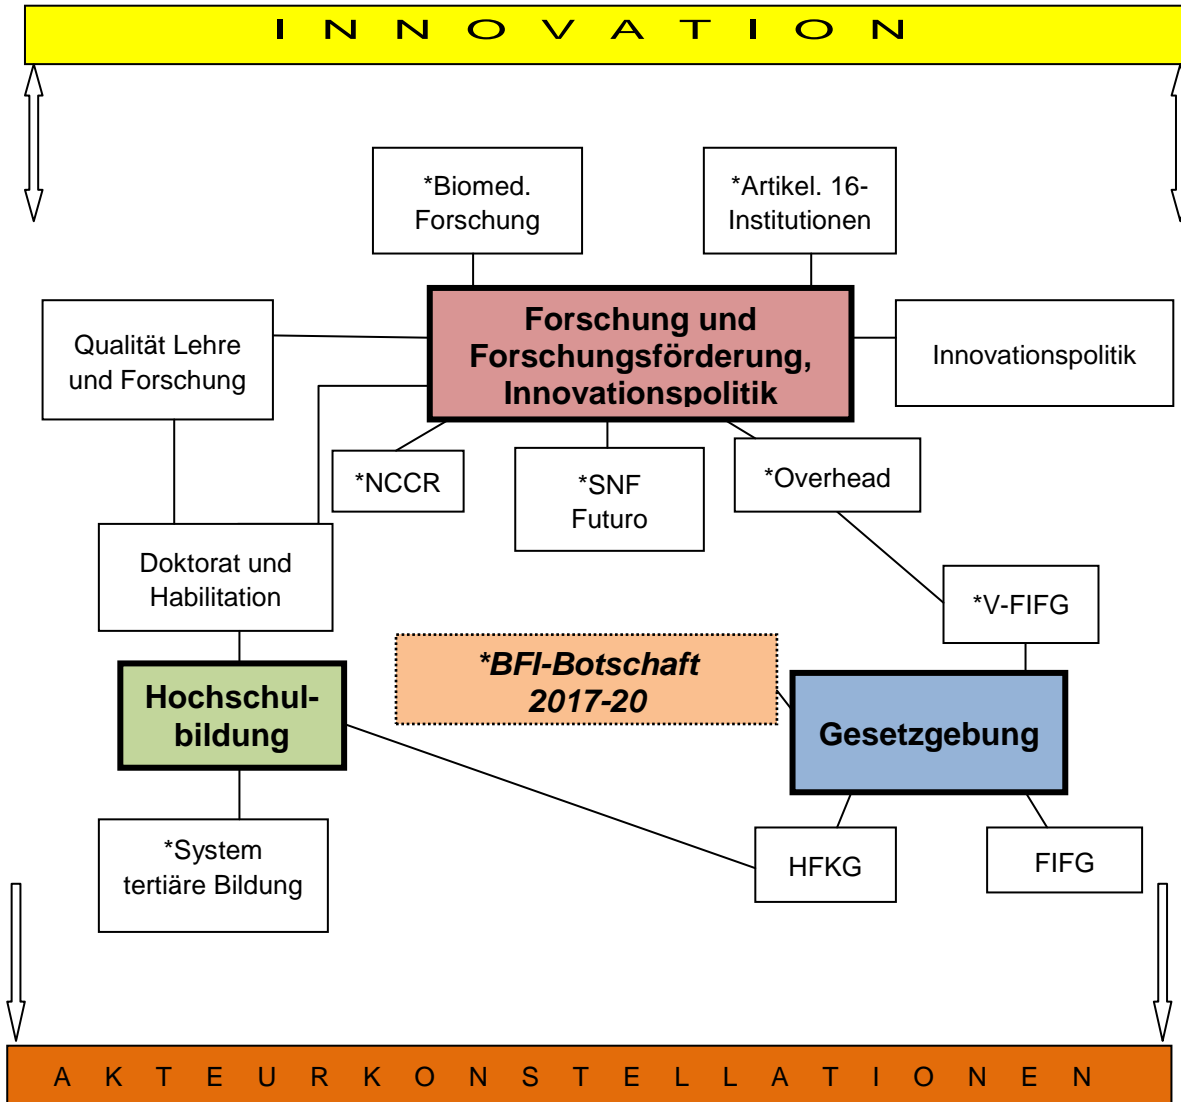 I N N O V A T I O N
*Biomed.
Forschung
*Artikel. 16-
Institutionen
Qualität Lehre
und Forschung
Forschung und
Forschungsförderung,
Innovationspolitik
Innovationspolitik
*NCCR
*SNF
Futuro
*Overhead
Doktorat und
Habilitation
*V-FIFG
*BFI-Botschaft
2017-20
Hochschul-
bildung
Gesetzgebung
*System
tertiäre Bildung
HFKG
FIFG
A K T E U R K O N S T E L L A T I O N E N